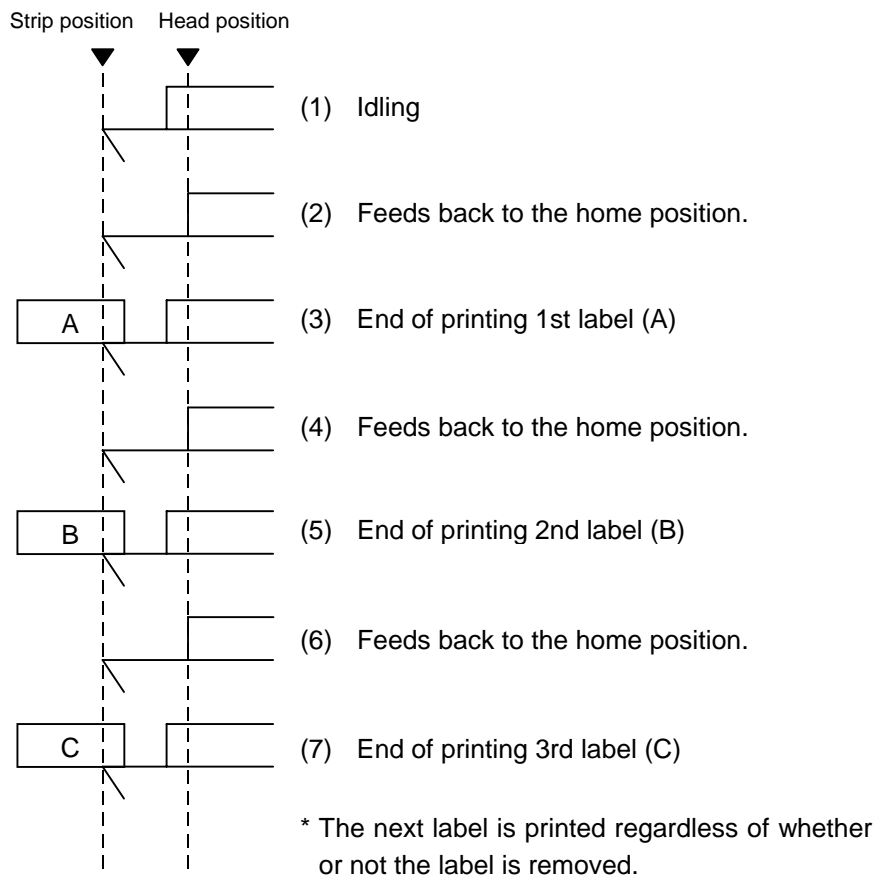 Strip position Head position
(1) Idling
(2) Feeds back to the home position.
A (3) End of printing 1st label (A)
(4) Feeds back to the home position.
B (5) End of printing 2nd label (B)
(6) Feeds back to the home position.
C (7) End of printing 3rd label (C)
* The next label is printed regardless of whether
or not the label is removed.